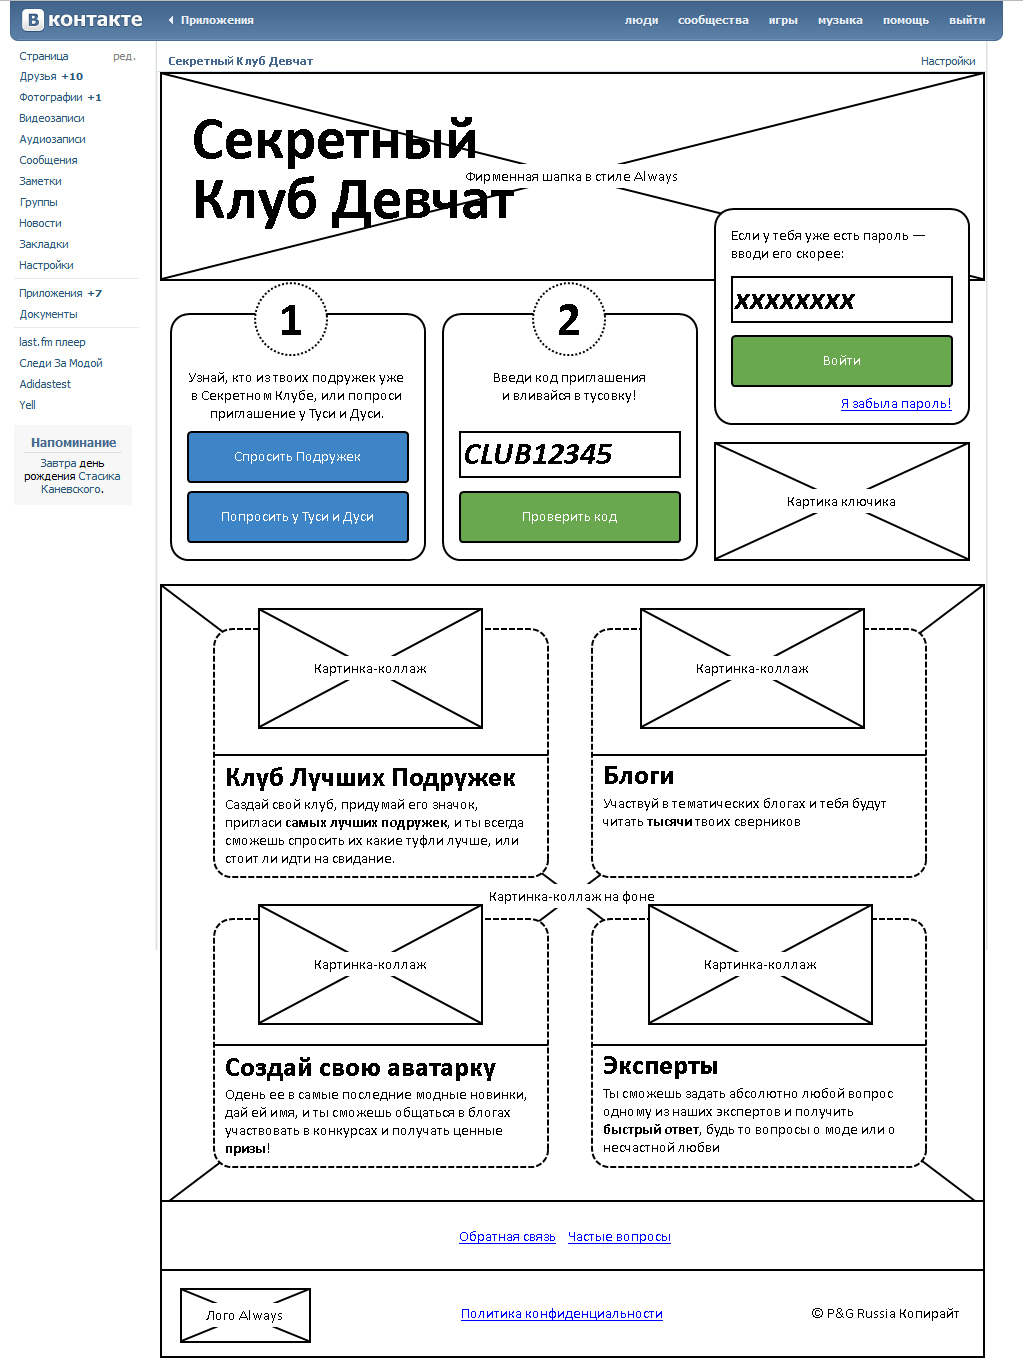 В контакте
Приложения
люди сообщества игры музыка помощь выйти
Страница ред.
Друзья +10
Фотографии +1
Видеозаписи
Аудиозаписи
Сообщения
Заметки
Группы
Новости
Закладки
Настройки
Приложения +7
Документы
last.fm плеер
Следи За Модой
Adidastest
Yell
Напоминание
Завтра день
рождения Стасика
Каневского.
Секретный Клуб Девчат
Настройки
Секретный
Клуб Девчат
Фирменная шапка в стиле Always
Если у тебя уже есть пароль —
вводи его скорее:
xxxxxxxx
Войти
Я забыла пароль!
1
Узнай, кто из твоих подружек уже
в Секретном Клубе, или попроси
приглашение у Туси и Дуси.
Спросить Подружек
Попросить у Туси и Дуси
2
Введи код приглашения
и вливайся в тусовку!
CLUB12345
Проверить код
Картика ключика
Картинка-коллаж
Клуб Лучших Подружек
Саздай свой клуб, придумай его значок,
пригласи самых лучших подружек, и ты всегда
сможешь спросить их какие туфли лучше, или
стоит ли идти на свидание.
Картинка-коллаж
Блоги
Участвуй в тематических блогах и тебя будут
читать тысячи твоих сверников
Картинка-коллаж на фоне
Картинка-коллаж
Создай свою аватарку
Одень ее в самые последние модные новинки,
дай ей имя, и ты сможешь общаться в блогах
участвовать в конкурсах и получать ценные
призы!
Картинка-коллаж
Эксперты
Ты сможешь задать абсолютно любой вопрос
одному из наших экспертов и получить
быстрый ответ, будь то вопросы о моде или о
несчастной любви
Обратная связь Частые вопросы
Лого Always
Политика конфиденциальности
© P&G Russia Копирайт